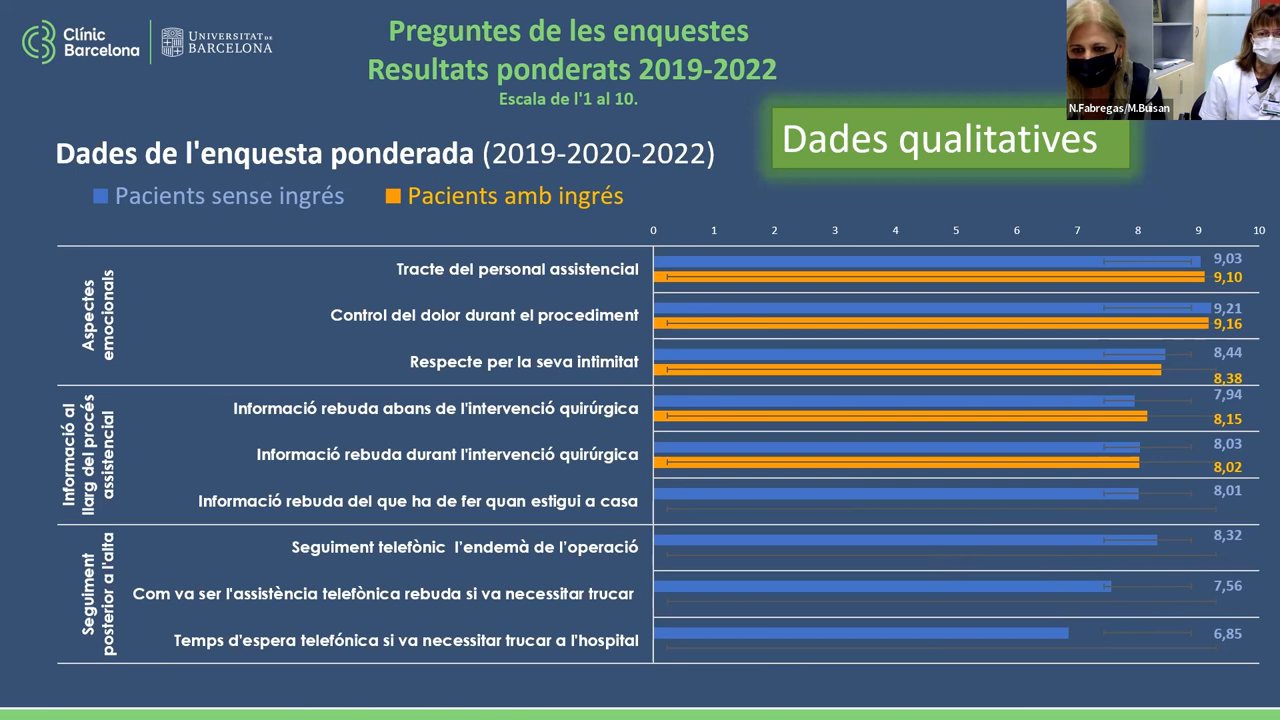 Clínic
Barcelona
UNIVERSITAT DE
BARCELONA
Preguntes de les enquestes
Resultats ponderats 2019-2022
Escala de l'1 al 10.
N.Fabregas/M.Buisan
Dades qualitatives
Dades de l'enquesta ponderada (2019-2020-2022)
Pacients sense ingrés
Pacients amb ingrés
0 1 2 3 4 5 6 7 8 9 10
Aspectes
emocionals
Tracte del personal assistencial
9,03
9,10
Control del dolor durant el procediment
9,21
9,16
Respecte per la seva intimitat
8,44
8,38
Informació al
llarg del procés
assistencial
Informació rebuda abans de l'intervenció quirúrgica
7,94
8,15
Informació rebuda durant l'intervenció quirúrgica
8,03
8,02
Informació rebuda del que ha de fer quan estigui a casa
8,01
Seguiment
posterior a l'alta
Seguiment telefònic l'endemà de l'operació
8,32
Com va ser l'assistència telefònica rebuda si va necessitar trucar
7,56
Temps d'espera telefónica si va necessitar trucar a l'hospital
6,85